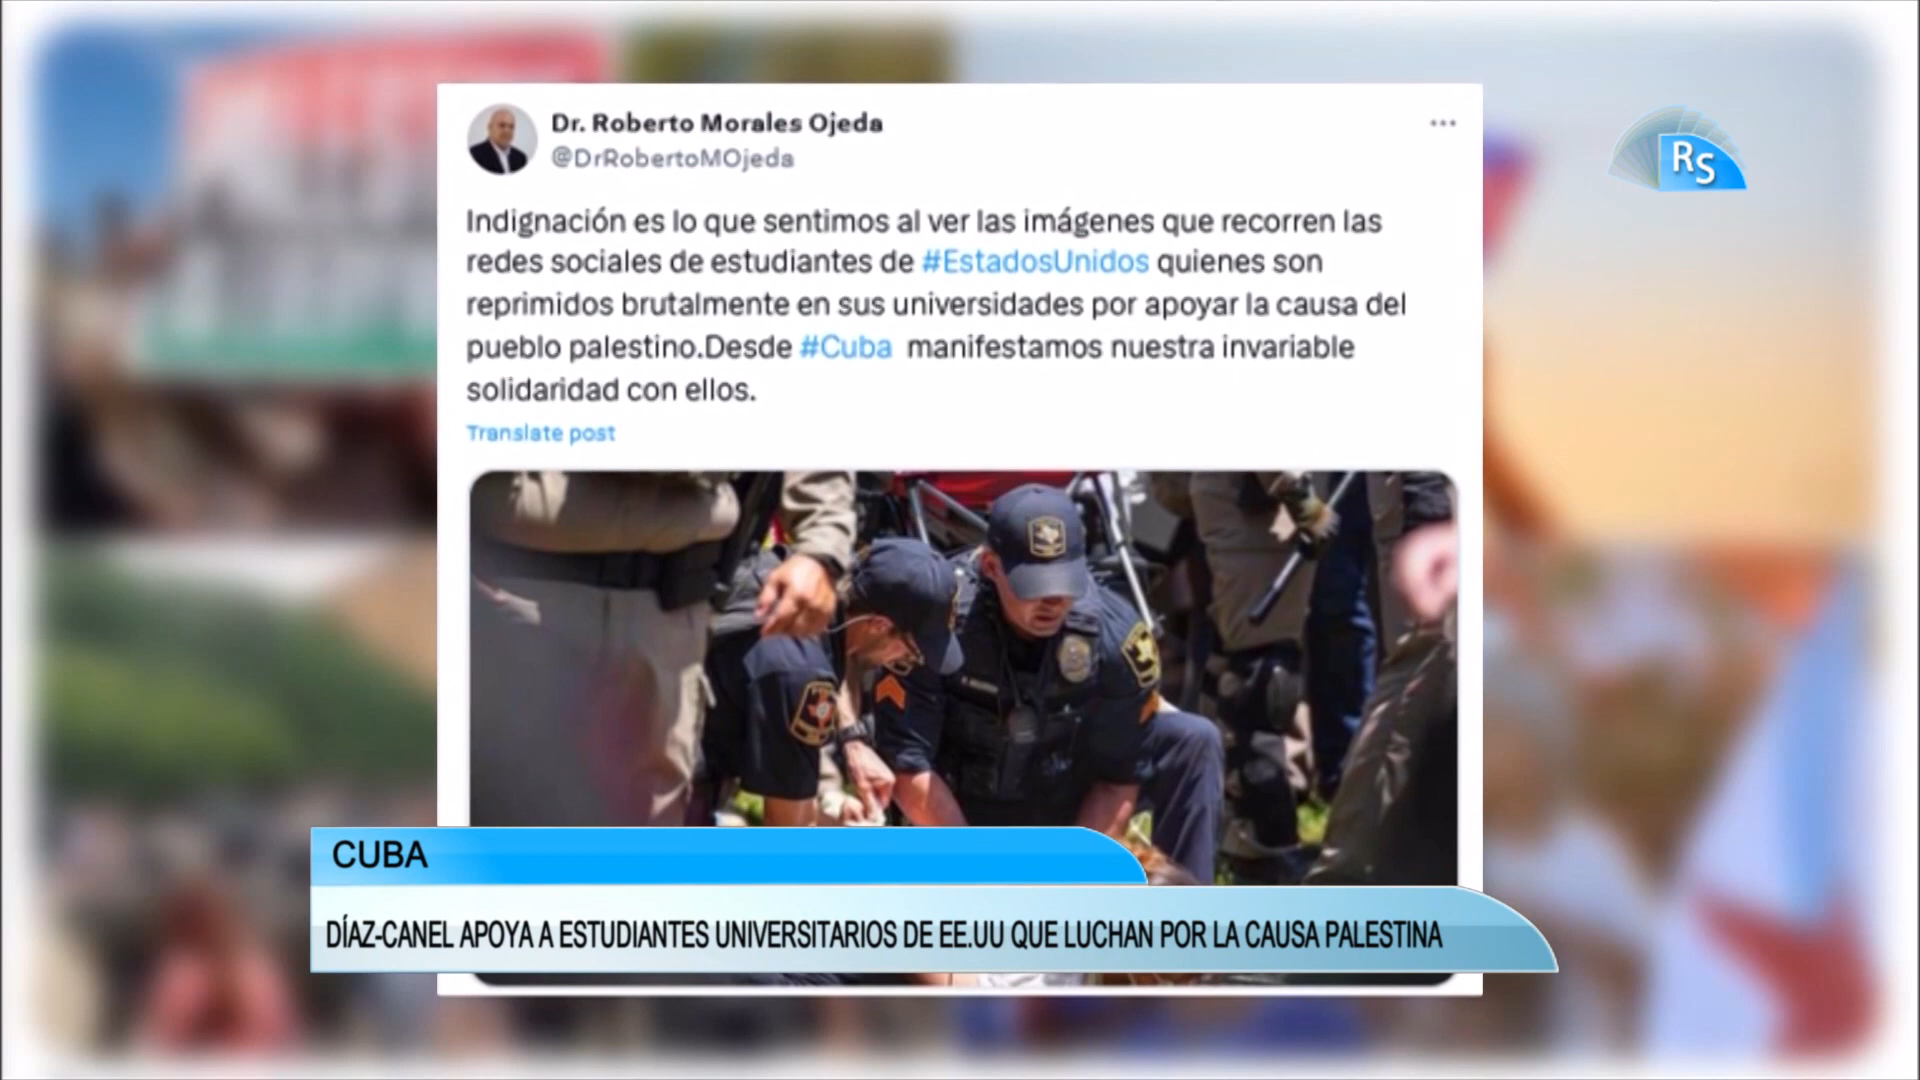 Dr. Roberto Morales Ojeda
@DrRobertoMOjeda
RS
Indignación es lo que sentimos al ver las imágenes que recorren las
redes sociales de estudiantes de #EstadosUnidos quienes son
reprimidos brutalmente en sus universidades por apoyar la causa del
pueblo palestino.Desde #Cuba manifestamos nuestra invariable
solidaridad con ellos.
Translate post
CUBA
DÍAZ-CANEL APOYA A ESTUDIANTES UNIVERSITARIOS DE EE.UU QUE LUCHAN POR LA CAUSA PALESTINA